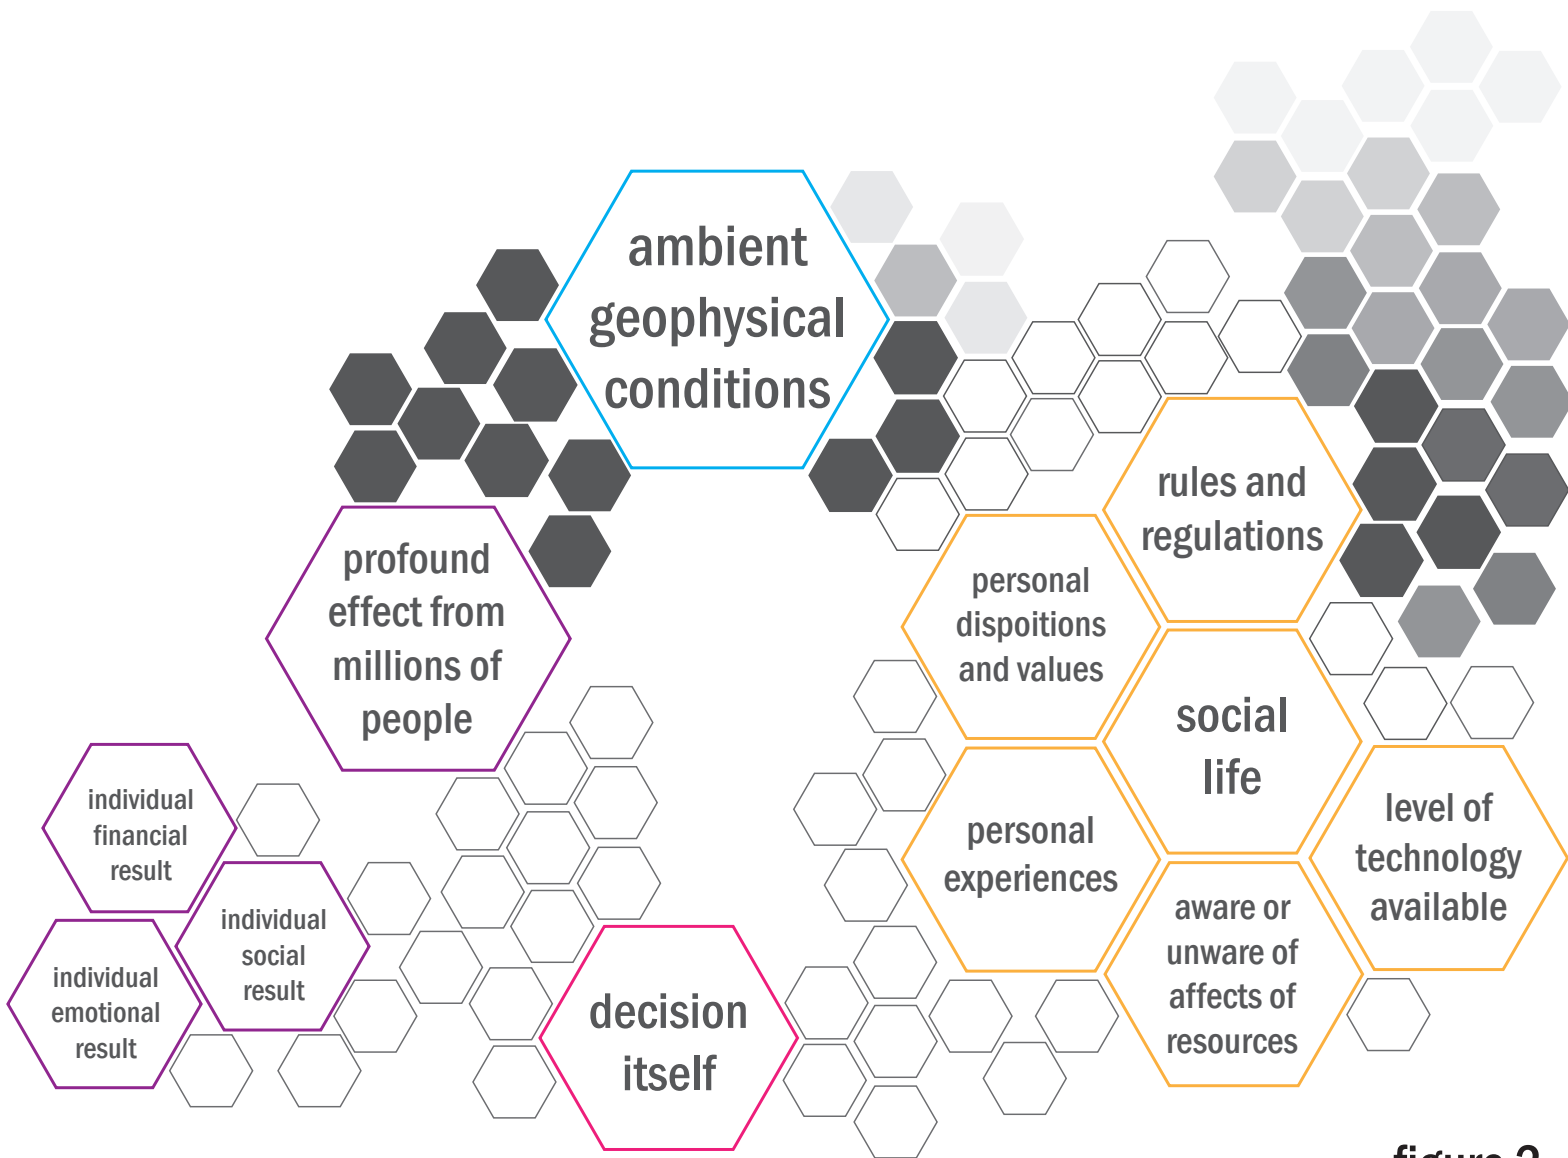 ambient
geophysical
conditions
rules and
regulations
profound
effect from
millions of
people
personal
dispoitions
and values
social
life
individual
financial
result
personal
experiences
level of
technology
available
individual
social
result
aware or
unware of
affects of
resources
individual
emotional
result
decision
itself
figure 2